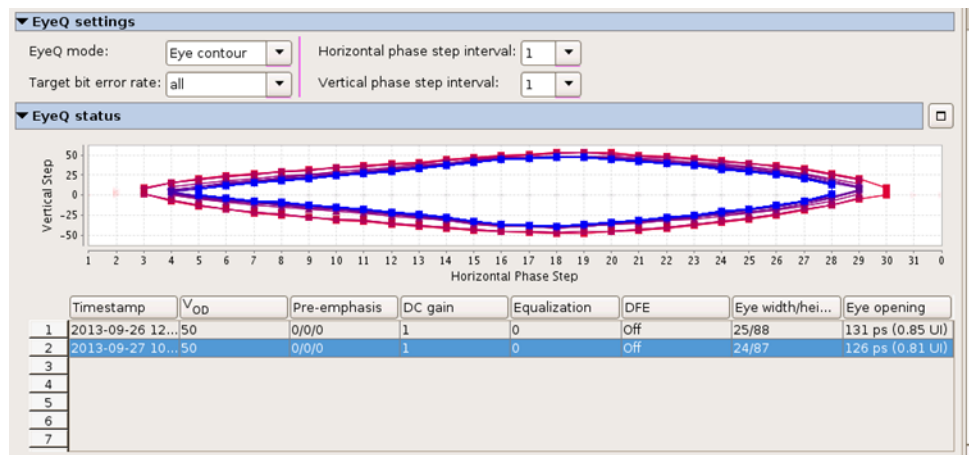 EyeQ settings
EyeQ mode: Eye contour Horizontal phase step interval: 1
Target bit error rate: all Vertical phase step interval: 1
EyeQ status
50
25
0
-25
-50
Vertical Step
1 2 3 4 5 6 7 8 9 10 11 12 13 14 15 16 17 18 19 20 21 22 23 24 25 26 27 28 29 30 31 0
Horizontal Phase Step
Timestamp VOD Pre-emphasis DC gain Equalization DFE Eye width/hei... Eye opening
1 2013-09-26 12... 50 0/0/0 1 0 Off 25/88 131 ps (0.85 UI)
2 2013-09-27 10... 50 0/0/0 1 0 Off 24/87 126 ps (0.81 UI)
3
4
5
6
7